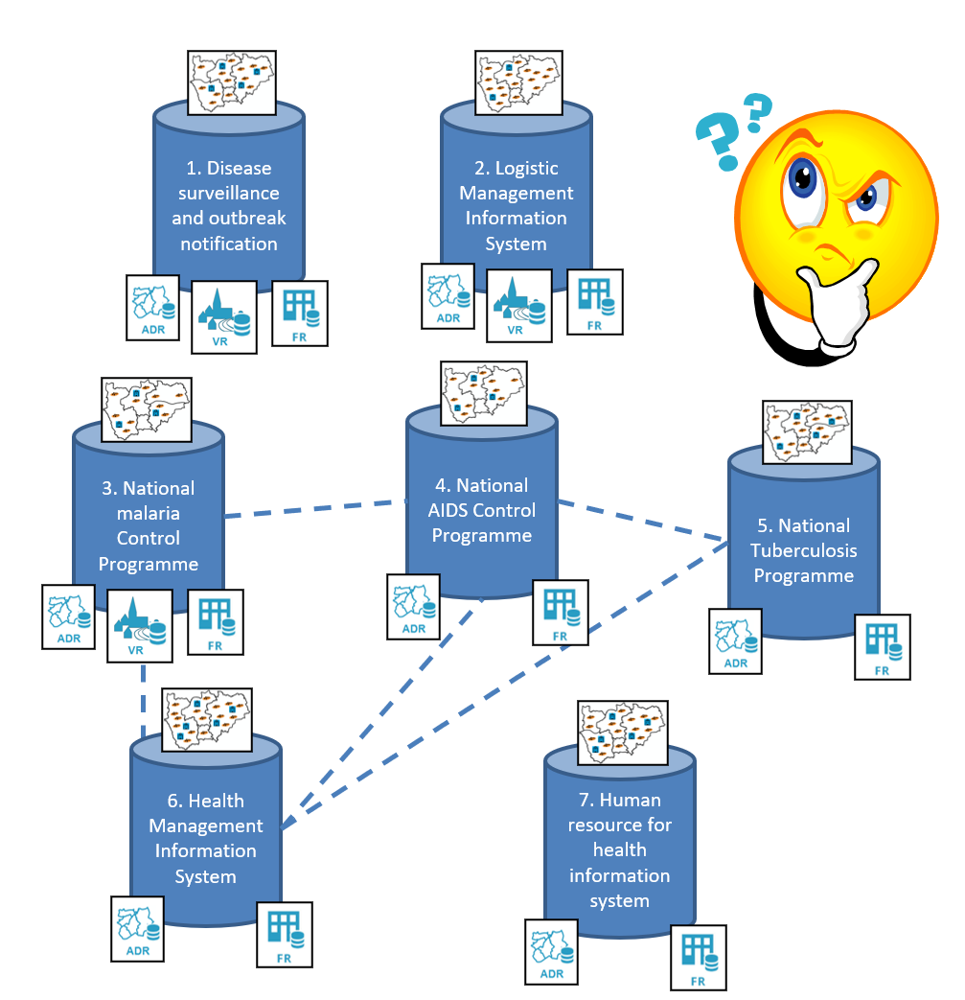 ? ?
1. Disease
surveillance
and outbreak
notification
ADR
VR
FR
2. Logistic
Management
Information
System
ADR
VR
FR
3. National
malaria
Control
Programme
ADR
VR
FR
4. National
AIDS Control
Programme
ADR
FR
5. National
Tuberculosis
Programme
ADR
FR
6. Health
Management
Information
System
ADR
FR
7. Human
resource for
health
information
system
ADR
FR